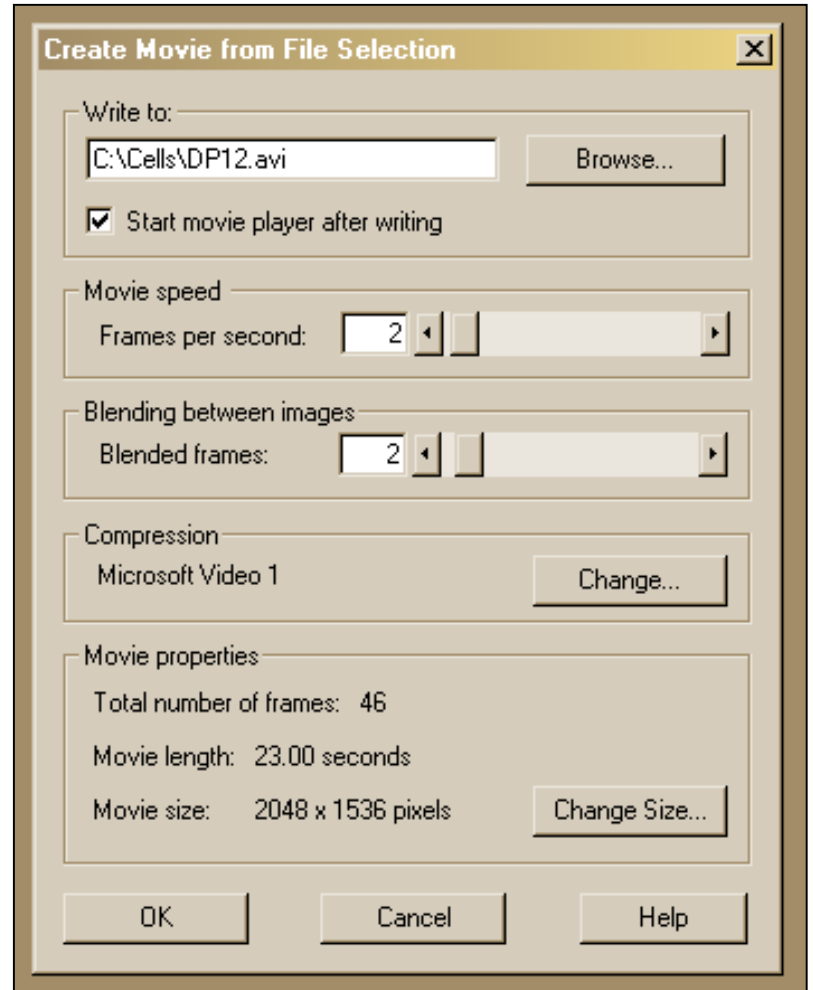 Create Movie from File Selection
Write to:
C:\Cells\DP12.avi
Browse...
Start movie player after writing
Movie speed
Frames per second: 2
Blending between images
Blended frames: 2
Compression
Microsoft Video 1
Change...
Movie properties
Total number of frames: 46
Movie length: 23.00 seconds
Movie size: 2048 x 1536 pixels
Change Size...
OK
Cancel
Help